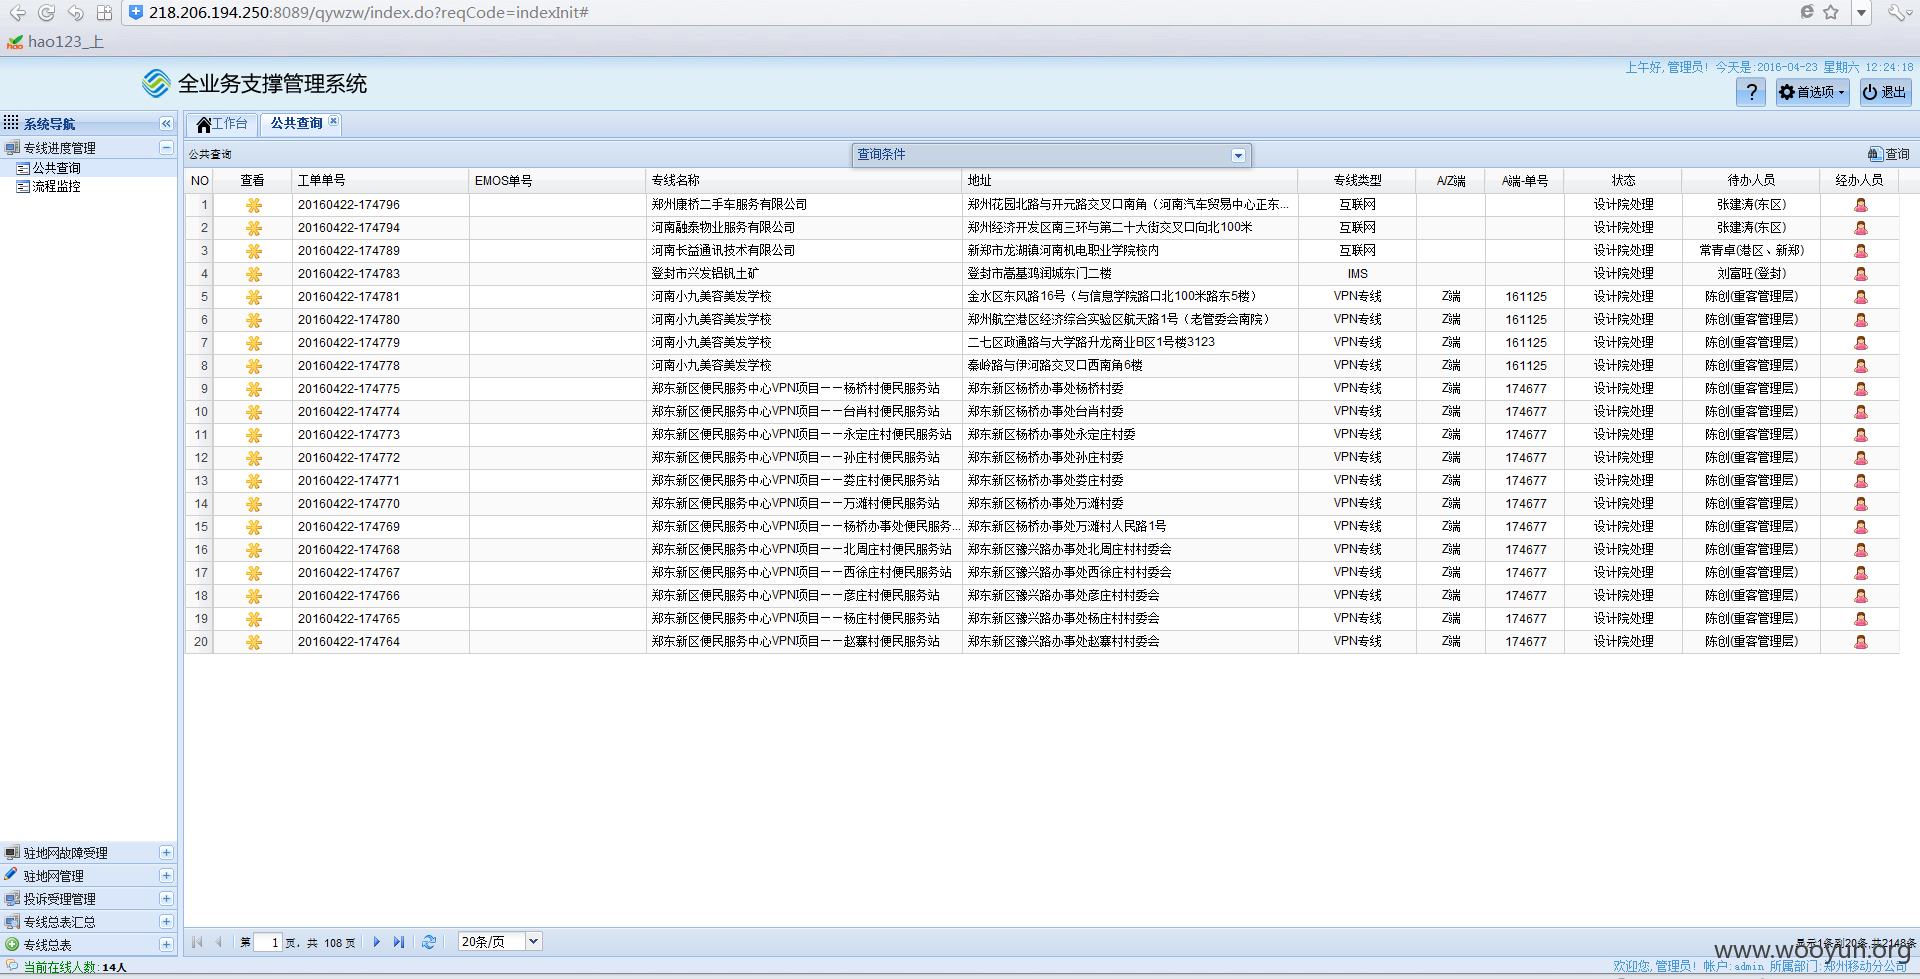 218.206.194.250:8089/qywzw/index.do?reqCode=indexInit#
hao123_上
全业务支撑管理系统
上午好,管理员! 今天是:2016-04-23 星期六 12:24:18
? 首选项 退出
系统导航
专线进度管理
公共查询
流程监控
工作台 公共查询
公共查询 查询条件 查询
NO 查看 工单单号 EMOS单号 专线名称 地址 专线类型 A/Z端 A端-单号 状态 待办人员 经办人员
1 20160422-174796 郑州康桥二手车服务有限公司 郑州花园北路与开元路交叉口南角（河南汽车贸易中心正东... 互联网 设计院处理 张建涛(东区)
2 20160422-174794 河南融泰物业服务有限公司 郑州经济开发区南三环与第二十大街交叉口向北100米 互联网 设计院处理 张建涛(东区)
3 20160422-174789 河南长益通讯技术有限公司 新郑市龙湖镇河南机电职业学院校内 互联网 设计院处理 常青卓(港区、新郑)
4 20160422-174783 登封市兴发铝钒土矿 登封市嵩基鸿润城东门二楼 IMS 设计院处理 刘富旺(登封)
5 20160422-174781 河南小九美容美发学校 金水区东风路16号（与信息学院路口北100米路东5楼） VPN专线 Z端 161125 设计院处理 陈创(重客管理层)
6 20160422-174780 河南小九美容美发学校 郑州航空港区经济综合实验区航天路1号（老管委会南院） VPN专线 Z端 161125 设计院处理 陈创(重客管理层)
7 20160422-174779 河南小九美容美发学校 二七区政通路与大学路升龙商业B区1号楼3123 VPN专线 Z端 161125 设计院处理 陈创(重客管理层)
8 20160422-174778 河南小九美容美发学校 秦岭路与伊河路交叉口西南角6楼 VPN专线 Z端 161125 设计院处理 陈创(重客管理层)
9 20160422-174775 郑东新区便民服务中心VPN项目——杨桥村便民服务站 郑东新区杨桥办事处杨桥村委 VPN专线 Z端 174677 设计院处理 陈创(重客管理层)
10 20160422-174774 郑东新区便民服务中心VPN项目——台肖村便民服务站 郑东新区杨桥办事处台肖村委 VPN专线 Z端 174677 设计院处理 陈创(重客管理层)
11 20160422-174773 郑东新区便民服务中心VPN项目——永定庄村便民服务站 郑东新区杨桥办事处永定庄村委 VPN专线 Z端 174677 设计院处理 陈创(重客管理层)
12 20160422-174772 郑东新区便民服务中心VPN项目——孙庄村便民服务站 郑东新区杨桥办事处孙庄村委 VPN专线 Z端 174677 设计院处理 陈创(重客管理层)
13 20160422-174771 郑东新区便民服务中心VPN项目——娄庄村便民服务站 郑东新区杨桥办事处娄庄村委 VPN专线 Z端 174677 设计院处理 陈创(重客管理层)
14 20160422-174770 郑东新区便民服务中心VPN项目——万滩村便民服务站 郑东新区杨桥办事处万滩村委 VPN专线 Z端 174677 设计院处理 陈创(重客管理层)
15 20160422-174769 郑东新区便民服务中心VPN项目——杨桥办事处便民服务... 郑东新区杨桥办事处万滩村人民路1号 VPN专线 Z端 174677 设计院处理 陈创(重客管理层)
16 20160422-174768 郑东新区便民服务中心VPN项目——北周庄村便民服务站 郑东新区豫兴路办事处北周庄村村委会 VPN专线 Z端 174677 设计院处理 陈创(重客管理层)
17 20160422-174767 郑东新区便民服务中心VPN项目——西徐庄村便民服务站 郑东新区豫兴路办事处西徐庄村村委会 VPN专线 Z端 174677 设计院处理 陈创(重客管理层)
18 20160422-174766 郑东新区便民服务中心VPN项目——彦庄村便民服务站 郑东新区豫兴路办事处彦庄村村委会 VPN专线 Z端 174677 设计院处理 陈创(重客管理层)
19 20160422-174765 郑东新区便民服务中心VPN项目——杨庄村便民服务站 郑东新区豫兴路办事处杨庄村村委会 VPN专线 Z端 174677 设计院处理 陈创(重客管理层)
20 20160422-174764 郑东新区便民服务中心VPN项目——赵寨村便民服务站 郑东新区豫兴路办事处赵寨村村委会 VPN专线 Z端 174677 设计院处理 陈创(重客管理层)
驻地网故障受理
驻地网管理
投诉受理管理
专线总表汇总
专线总表
第 1 页, 共 108 页 20条/页 显示1条到20条,共2148条
www.wooyun.org
当前在线人数: 14人 欢迎您,管理员! 帐户:admin 所属部门:郑州移动分公司